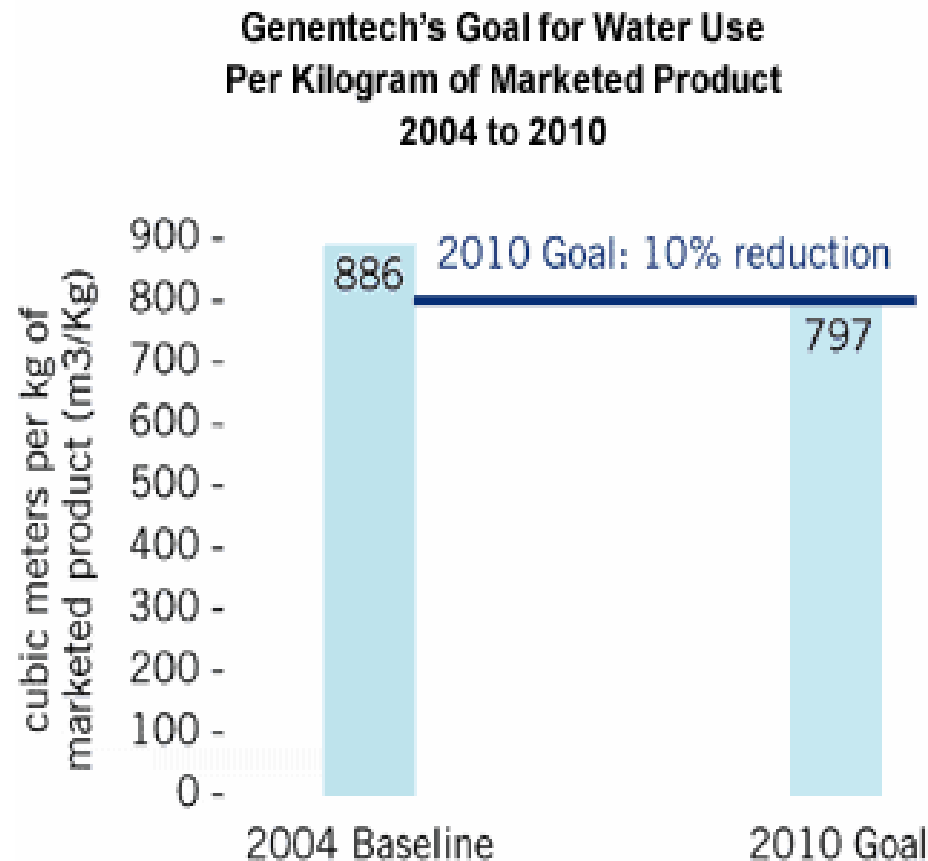 Genentech's Goal for Water Use
Per Kilogram of Marketed Product
2004 to 2010
cubic meters per kg of
marketed product (m3/Kg)
900 -
800 -
700 -
600 -
500 -
400 -
300 -
200 -
100 -
0 -
886
2010 Goal: 10% reduction
797
2004 Baseline
2010 Goal